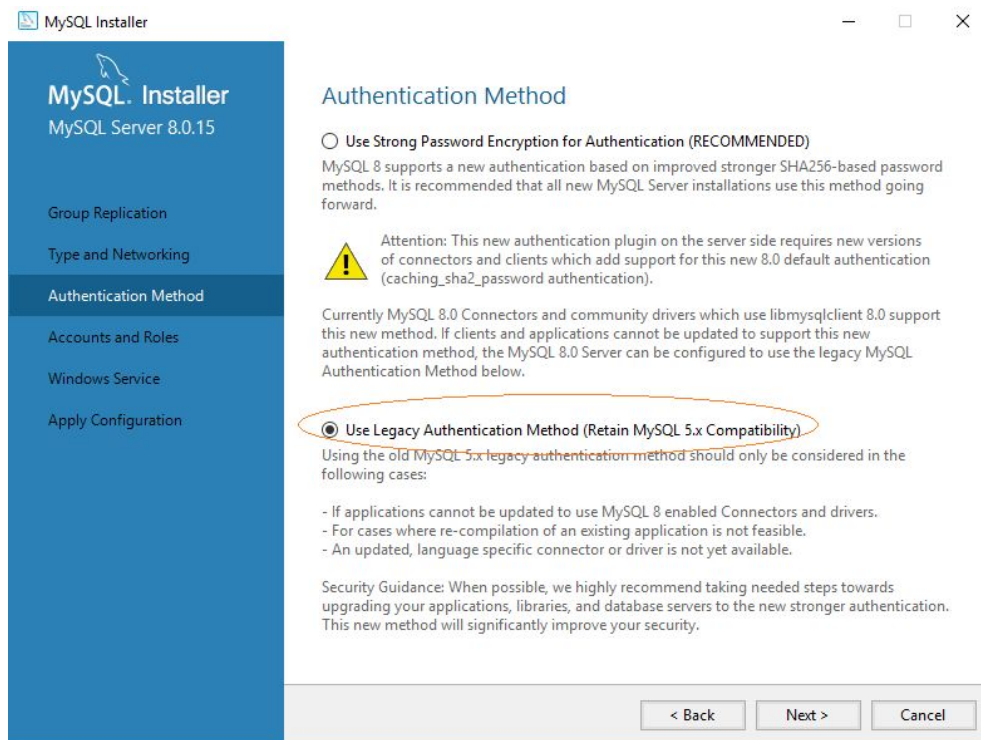 MySQL Installer
MySQL. Installer
MySQL Server 8.0.15
Group Replication
Type and Networking
Authentication Method
Accounts and Roles
Windows Service
Apply Configuration
Authentication Method
Use Strong Password Encryption for Authentication (RECOMMENDED)
MySQL 8 supports a new authentication based on improved stronger SHA256-based password
methods. It is recommended that all new MySQL Server installations use this method going
forward.
Attention: This new authentication plugin on the server side requires new versions
of connectors and clients which add support for this new 8.0 default authentication
(caching_sha2_password authentication).
Currently MySQL 8.0 Connectors and community drivers which use libmysqlclient 8.0 support
this new method. If clients and applications cannot be updated to support this new
authentication method, the MySQL 8.0 Server can be configured to use the legacy MySQL
Authentication Method below.
Use Legacy Authentication Method (Retain MySQL 5.x Compatibility)
Using the old MySQL 5.x legacy authentication method should only be considered in the
following cases:
- If applications cannot be updated to use MySQL 8 enabled Connectors and drivers.
- For cases where re-compilation of an existing application is not feasible.
- An updated, language specific connector or driver is not yet available.
Security Guidance: When possible, we highly recommend taking needed steps towards
upgrading your applications, libraries, and database servers to the new stronger authentication.
This new method will significantly improve your security.
< Back
Next >
Cancel